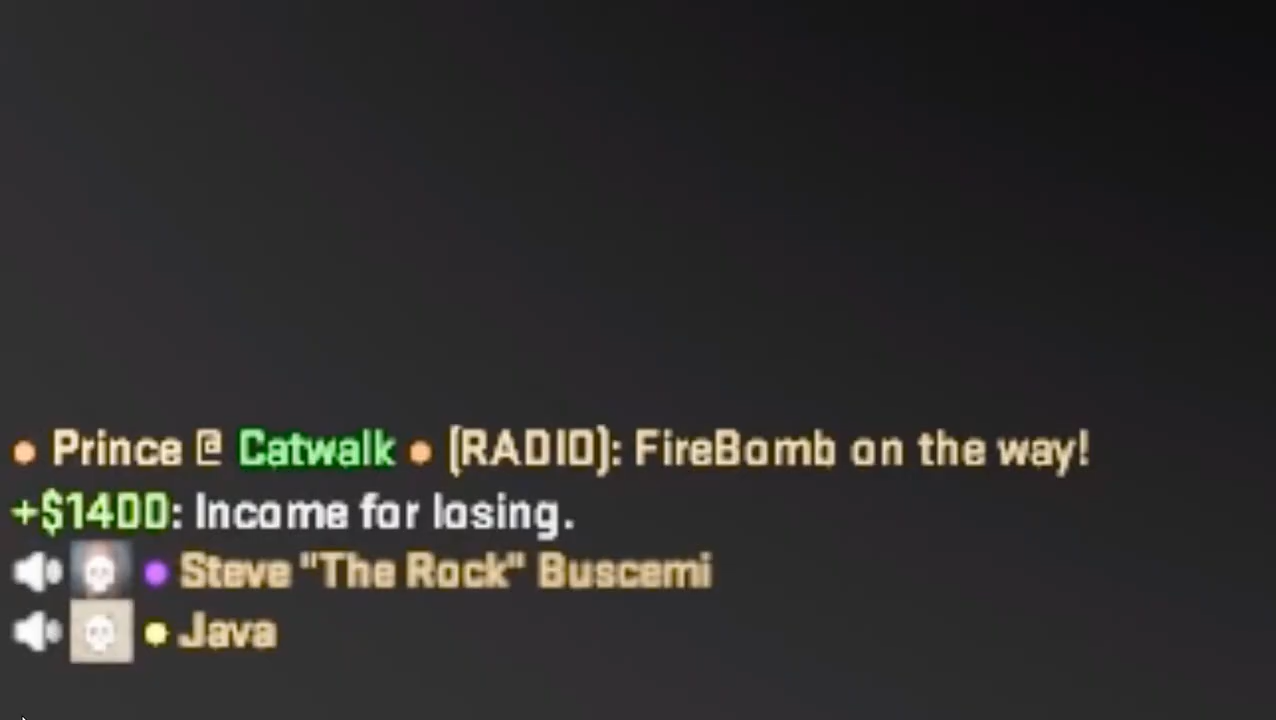 • Prince @ Catwalk • (RADIO): FireBomb on the way!
+$1400: Income for losing.
• Steve "The Rock" Buscemi
• Java